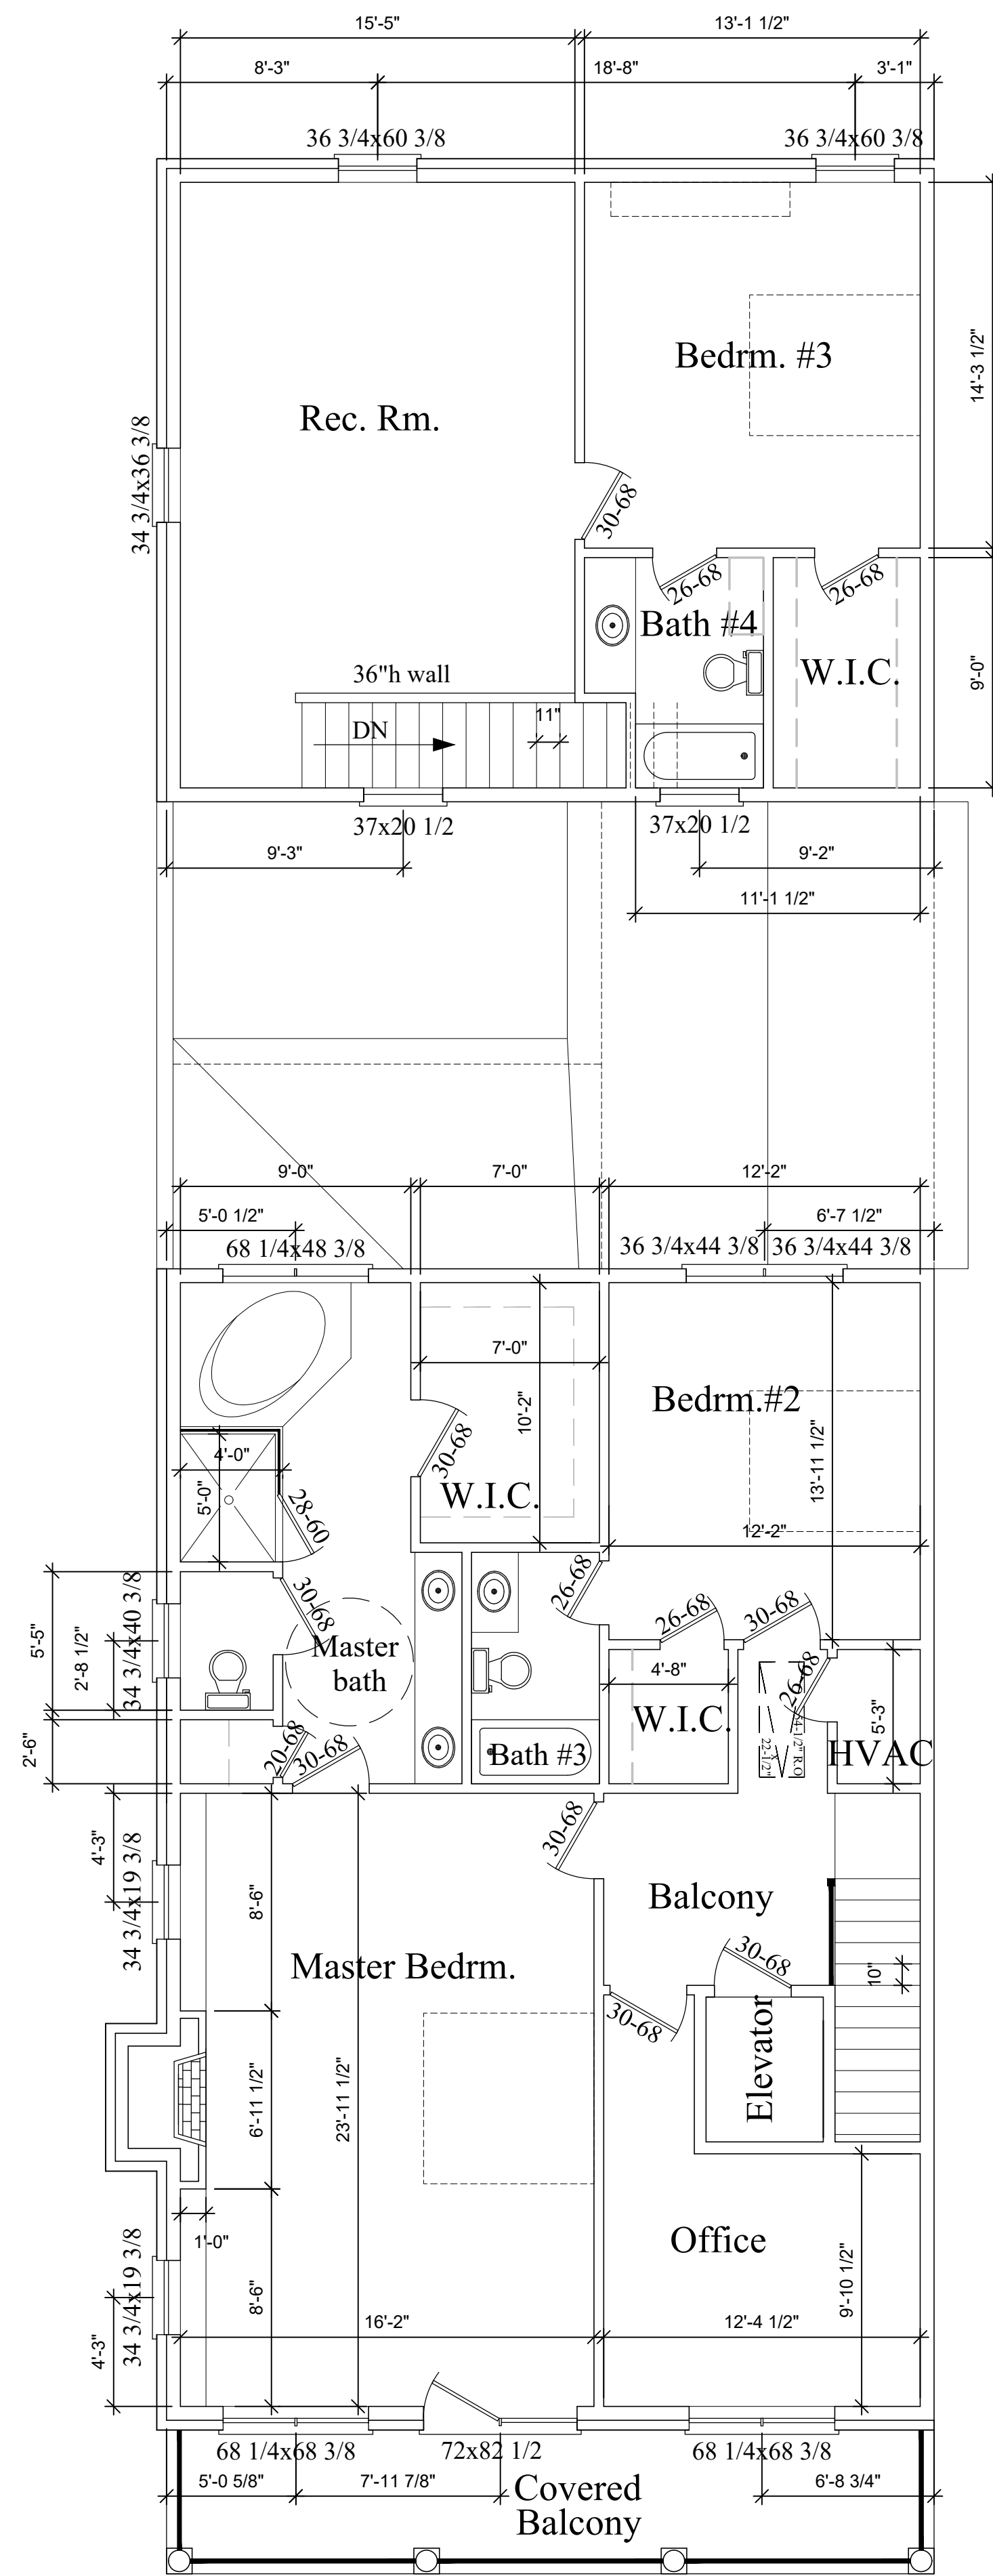 15'-5" 13'-1 1/2"
8'-3" 18'-8" 3'-1"
36 3/4x60 3/8 36 3/4x60 3/8
Bedrm. #3
14'-3 1/2"
Rec. Rm.
34 3/4x36 3/8
30-68
26-68 26-68
Bath #4
W.I.C.
9'-0"
36"h wall
11"
DN
37x20 1/2 37x20 1/2
9'-3" 9'-2"
11'-1 1/2"
9'-0" 7'-0" 12'-2"
5'-0 1/2" 6'-7 1/2"
68 1/4x48 3/8 36 3/4x44 3/8 36 3/4x44 3/8
7'-0"
Bedrm.#2
10'-2"
13'-11 1/2"
30-68
4'-0"
5'-0"
W.I.C.
28-60
12'-2"
26-68
30-68
34 3/4x40 3/8
5'-5"
2'-8 1/2"
26-68 30-68
Master
bath
4'-8"
26-68
W.I.C.
5'-3"
54-1/2" R.O
x
22-1/2"
HVAC
2'-6"
20-68
30-68
Bath #3
30-68
4'-3"
34 3/4x19 3/8
8'-6"
Balcony
Master Bedrm.
30-68
10"
30-68
Elevator
6'-11 1/2"
23'-11 1/2"
1'-0"
Office
34 3/4x19 3/8
8'-6"
9'-10 1/2"
4'-3"
16'-2" 12'-4 1/2"
68 1/4x68 3/8 72x82 1/2 68 1/4x68 3/8
5'-0 5/8" 7'-11 7/8" 6'-8 3/4"
Covered
Balcony